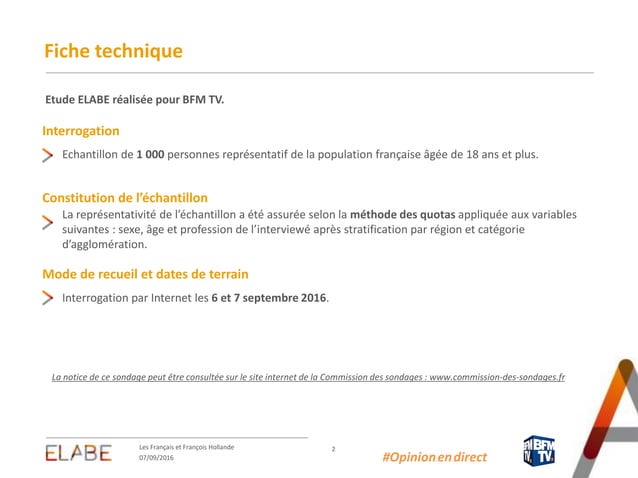 Fiche technique
Etude ELABE réalisée pour BFM TV.
Interrogation
Echantillon de 1 000 personnes représentatif de la population française âgée de 18 ans et plus.
Constitution de l’échantillon
La représentativité de l’échantillon a été assurée selon la méthode des quotas appliquée aux variables
suivantes : sexe, âge et profession de l’interviewé après stratification par région et catégorie
d’agglomération.
Mode de recueil et dates de terrain
Interrogation par Internet les 6 et 7 septembre 2016.
La notice de ce sondage peut être consultée sur le site internet de la Commission des sondages : www.commission-des-sondages.fr
ELABE
Les Français et François Hollande
07/09/2016
2
#Opinion en direct
BFM
TV.